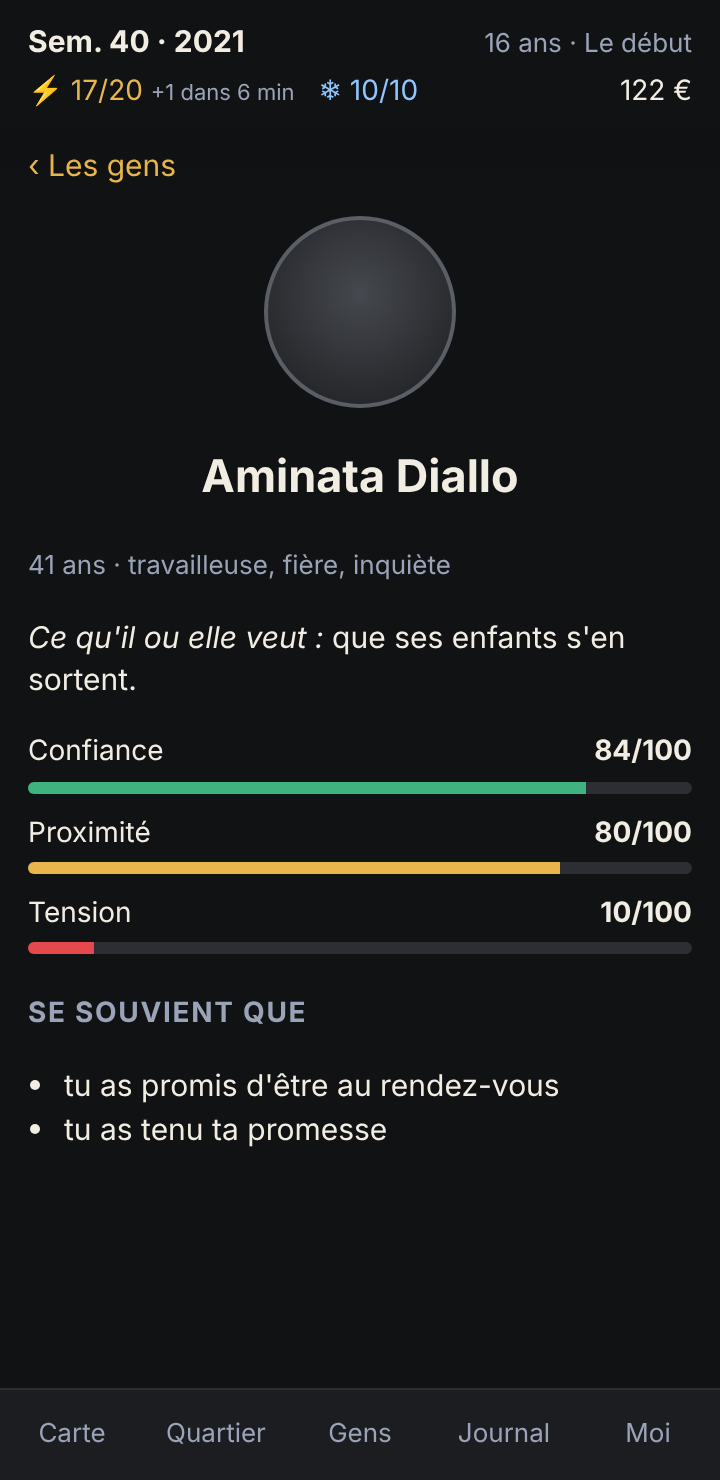 Sem. 40 · 2021
16 ans · Le début
⚡ 17/20 +1 dans 6 min ❄ 10/10
122 €
‹ Les gens
Aminata Diallo
41 ans · travailleuse, fière, inquiète
Ce qu'il ou elle veut : que ses enfants s'en
sortent.
Confiance 84/100
Proximité 80/100
Tension 10/100
SE SOUVIENT QUE
• tu as promis d'être au rendez-vous
• tu as tenu ta promesse
Carte Quartier Gens Journal Moi